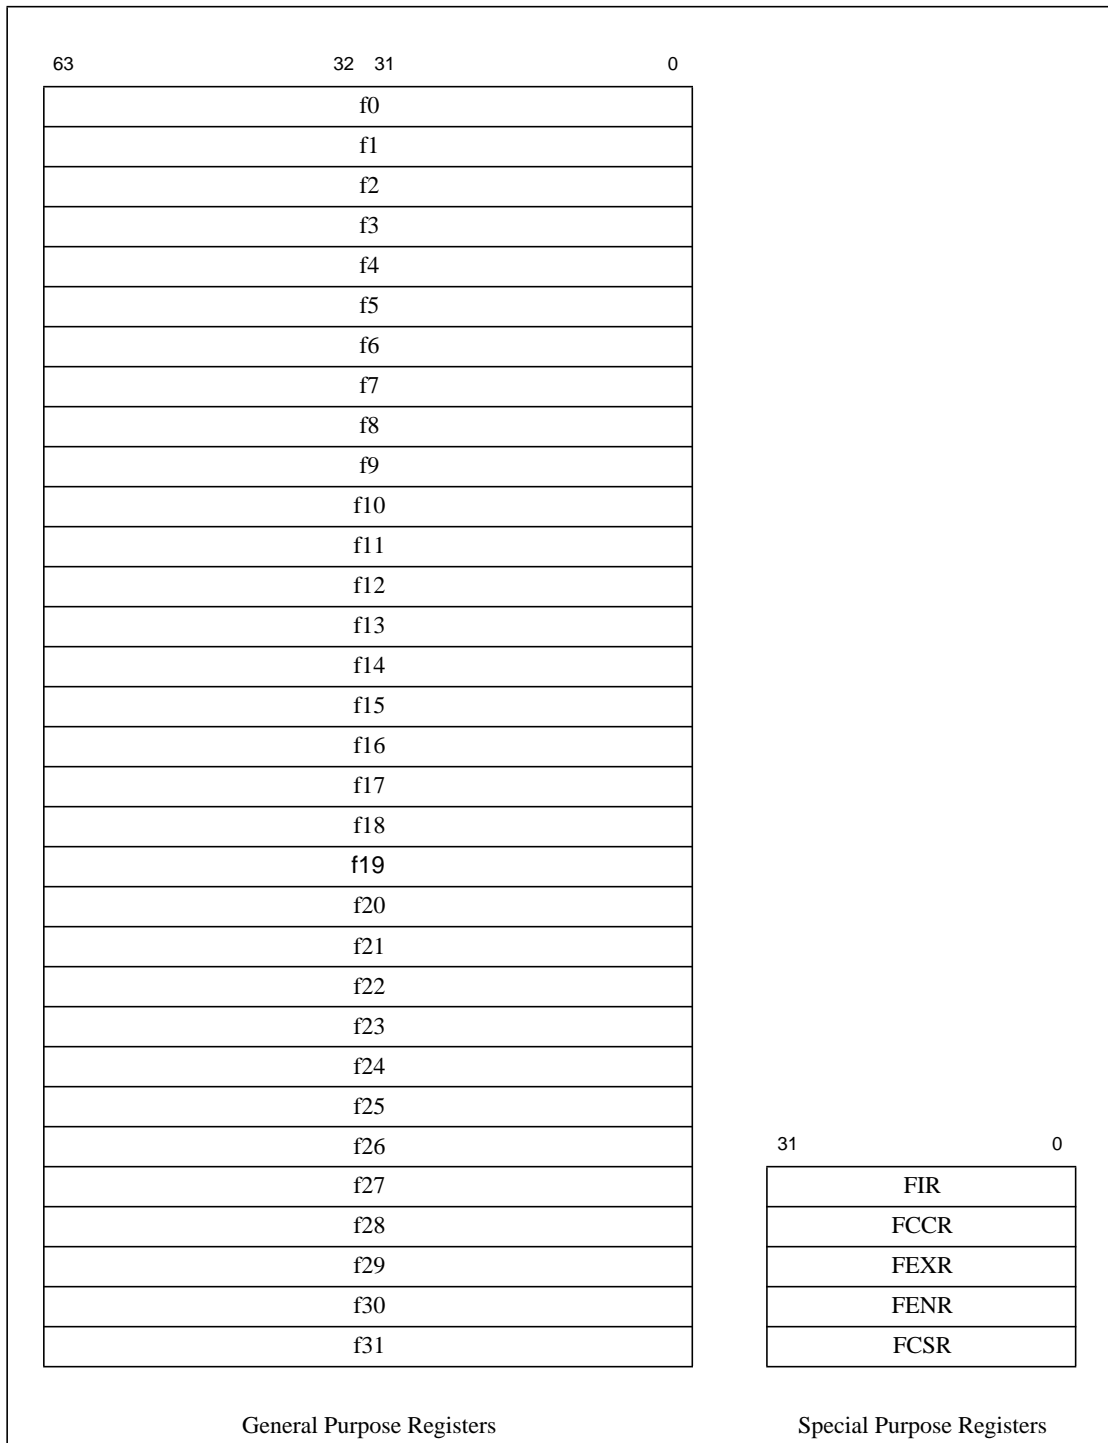 63 32 31 0
f0
f1
f2
f3
f4
f5
f6
f7
f8
f9
f10
f11
f12
f13
f14
f15
f16
f17
f18
f19
f20
f21
f22
f23
f24
f25
f26
f27
f28
f29
f30
f31
General Purpose Registers
31 0
FIR
FCCR
FEXR
FENR
FCSR
Special Purpose Registers